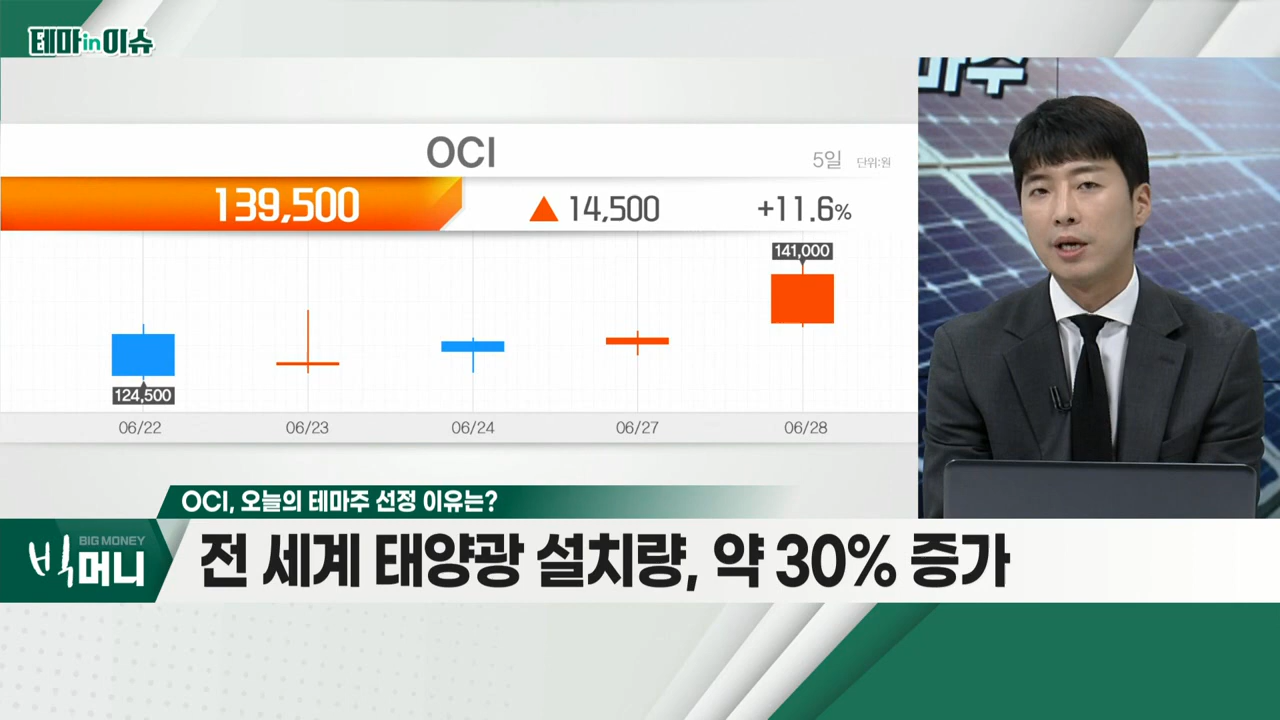 테마in이슈
마주
OCI
5일 단위:원
139,500 ▲ 14,500 +11.6%
141,000
124,500
06/22 06/23 06/24 06/27 06/28
OCI, 오늘의 테마주 선정 이유는?
빅머니 BIG MONEY
전 세계 태양광 설치량, 약 30% 증가